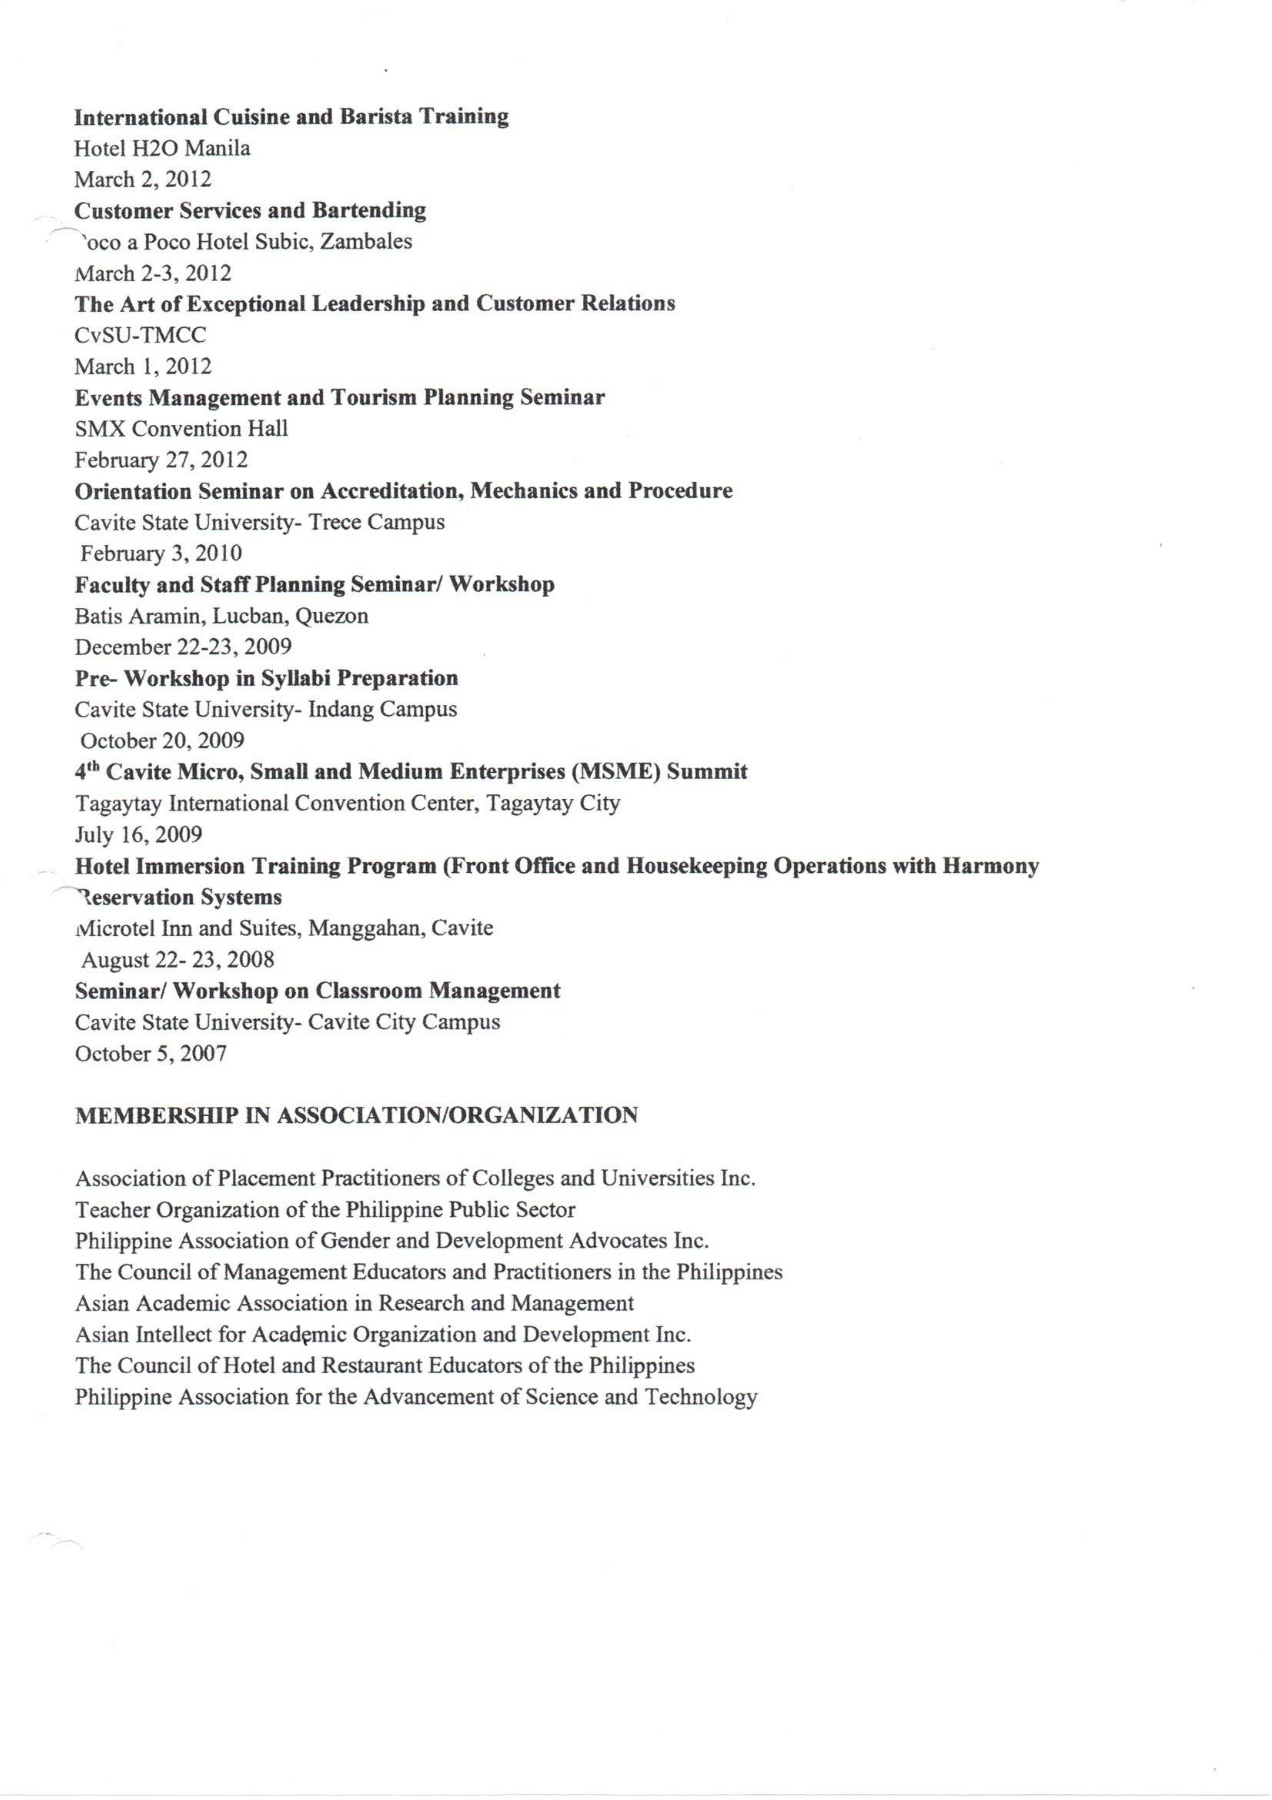 International Cuisine and Barista Training
Hotel H2O Manila
March 2, 2012
Customer Services and Bartending
oco a Poco Hotel Subic, Zambales
March 2-3, 2012
The Art of Exceptional Leadership and Customer Relations
CvSU-TMCC
March 1, 2012
Events Management and Tourism Planning Seminar
SMX Convention Hall
February 27, 2012
Orientation Seminar on Accreditation, Mechanics and Procedure
Cavite State University- Trece Campus
February 3, 2010
Faculty and Staff Planning Seminar/ Workshop
Batis Aramin, Lucban, Quezon
December 22-23, 2009
Pre- Workshop in Syllabi Preparation
Cavite State University- Indang Campus
October 20, 2009
4th Cavite Micro, Small and Medium Enterprises (MSME) Summit
Tagaytay International Convention Center, Tagaytay City
July 16, 2009
Hotel Immersion Training Program (Front Office and Housekeeping Operations with Harmony
Reservation Systems
Microtel Inn and Suites, Manggahan, Cavite
August 22- 23, 2008
Seminar/ Workshop on Classroom Management
Cavite State University- Cavite City Campus
October 5, 2007
MEMBERSHIP IN ASSOCIATION/ORGANIZATION
Association of Placement Practitioners of Colleges and Universities Inc.
Teacher Organization of the Philippine Public Sector
Philippine Association of Gender and Development Advocates Inc.
The Council of Management Educators and Practitioners in the Philippines
Asian Academic Association in Research and Management
Asian Intellect for Academic Organization and Development Inc.
The Council of Hotel and Restaurant Educators of the Philippines
Philippine Association for the Advancement of Science and Technology